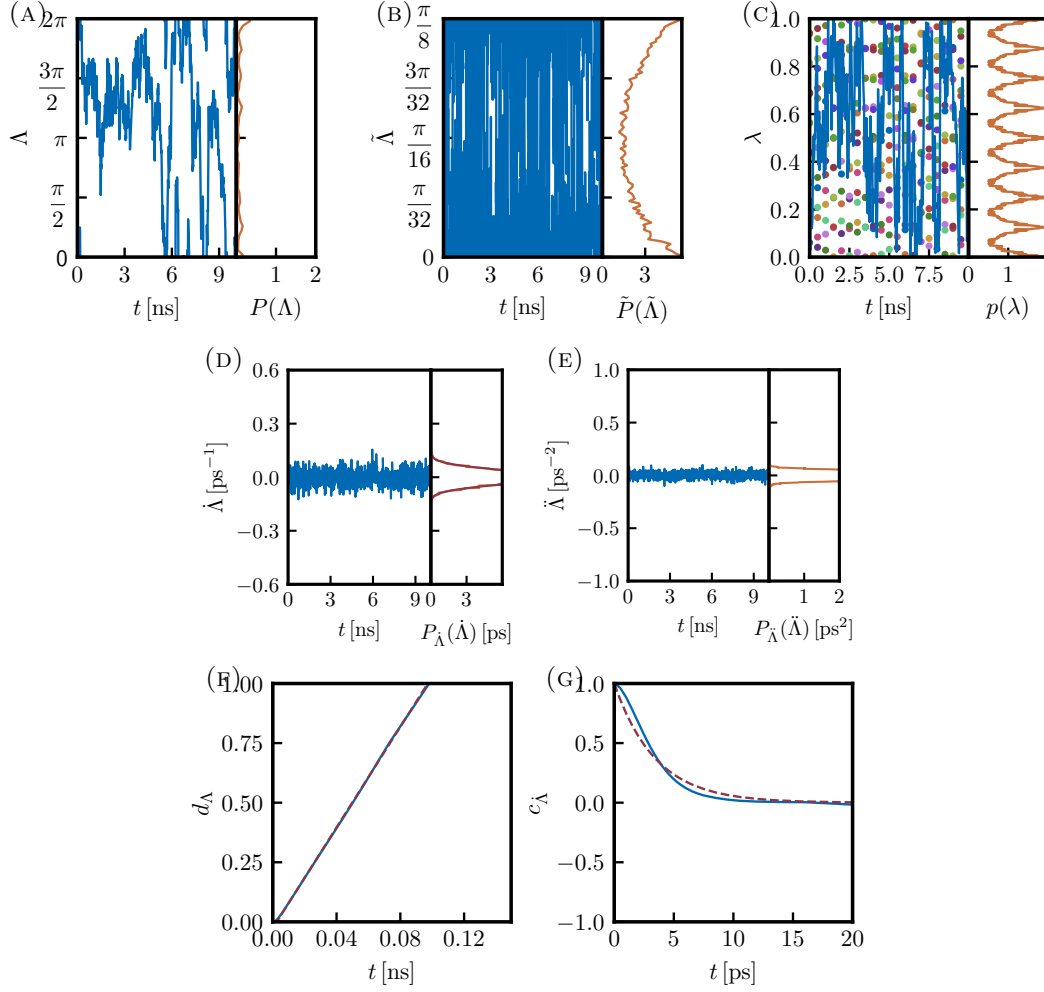 (A)
2π
3π/2
π
π/2
0
Λ
0 3 6 9
1 2
t [ns]
P(Λ)
(B)
π/8
3π/32
π/16
π/32
0
Λ̃
0 3 6 9
0 3
t [ns]
P̃(Λ̃)
(C)
1.0
0.8
0.6
0.4
0.2
0.0
λ
0.0 2.5 5.0 7.5
0 1
t [ns]
p(λ)
(D)
0.6
0.3
0.0
−0.3
−0.6
Λ̇ [ps⁻¹]
0 3 6 9
0 3
t [ns]
P_Λ̇(Λ̇) [ps]
(E)
1.0
0.5
0.0
−0.5
−1.0
Λ̈ [ps⁻²]
0 3 6 9
0 1 2
t [ns]
P_Λ̈(Λ̈) [ps²]
(F)
1.00
0.75
0.50
0.25
0.00
d_Λ
0.00 0.04 0.08 0.12
t [ns]
(G)
1.0
0.5
0.0
−0.5
−1.0
c_Λ̇
0 5 10 15 20
t [ps]